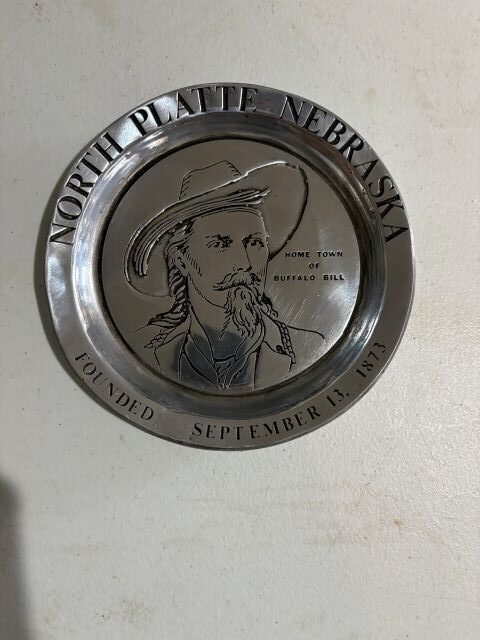 NORTH PLATTE NEBRASKA
HOME TOWN
OF
BUFFALO BILL
FOUNDED SEPTEMBER 13, 1873